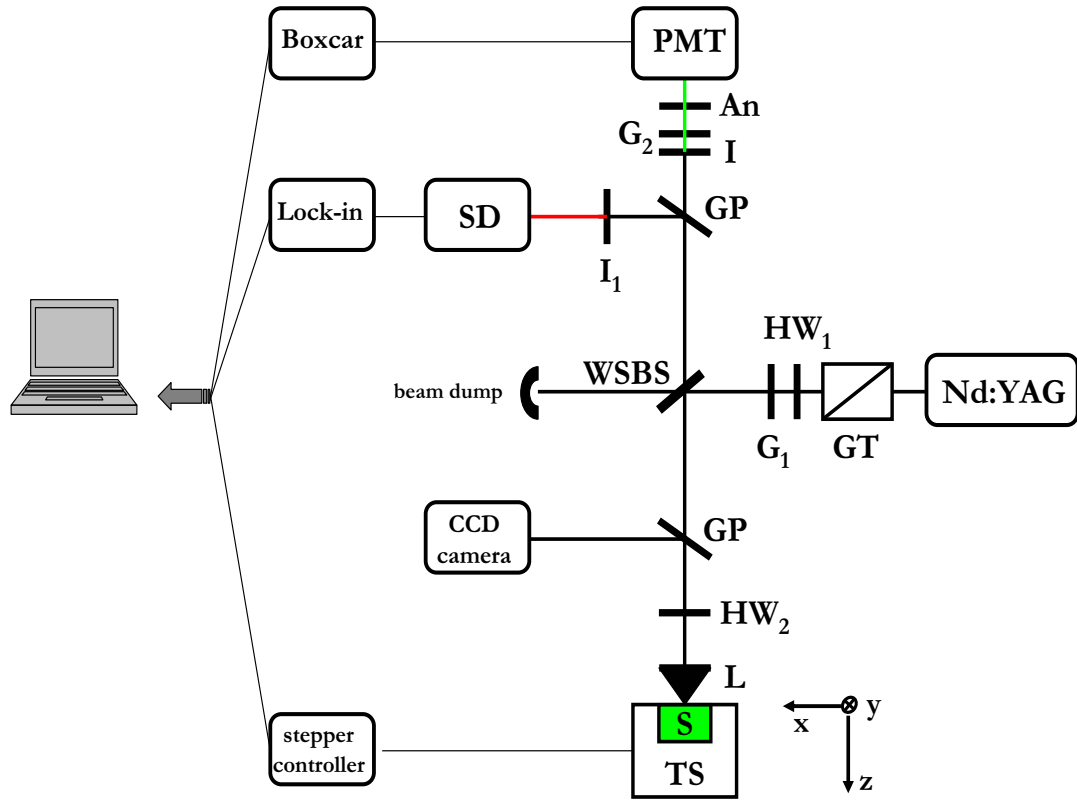 Boxcar
PMT
An
G2
I
Lock-in
SD
GP
I1
HW1
beam dump
WSBS
Nd:YAG
G1
GT
CCD
camera
GP
HW2
L
S
x
y
stepper
controller
TS
z